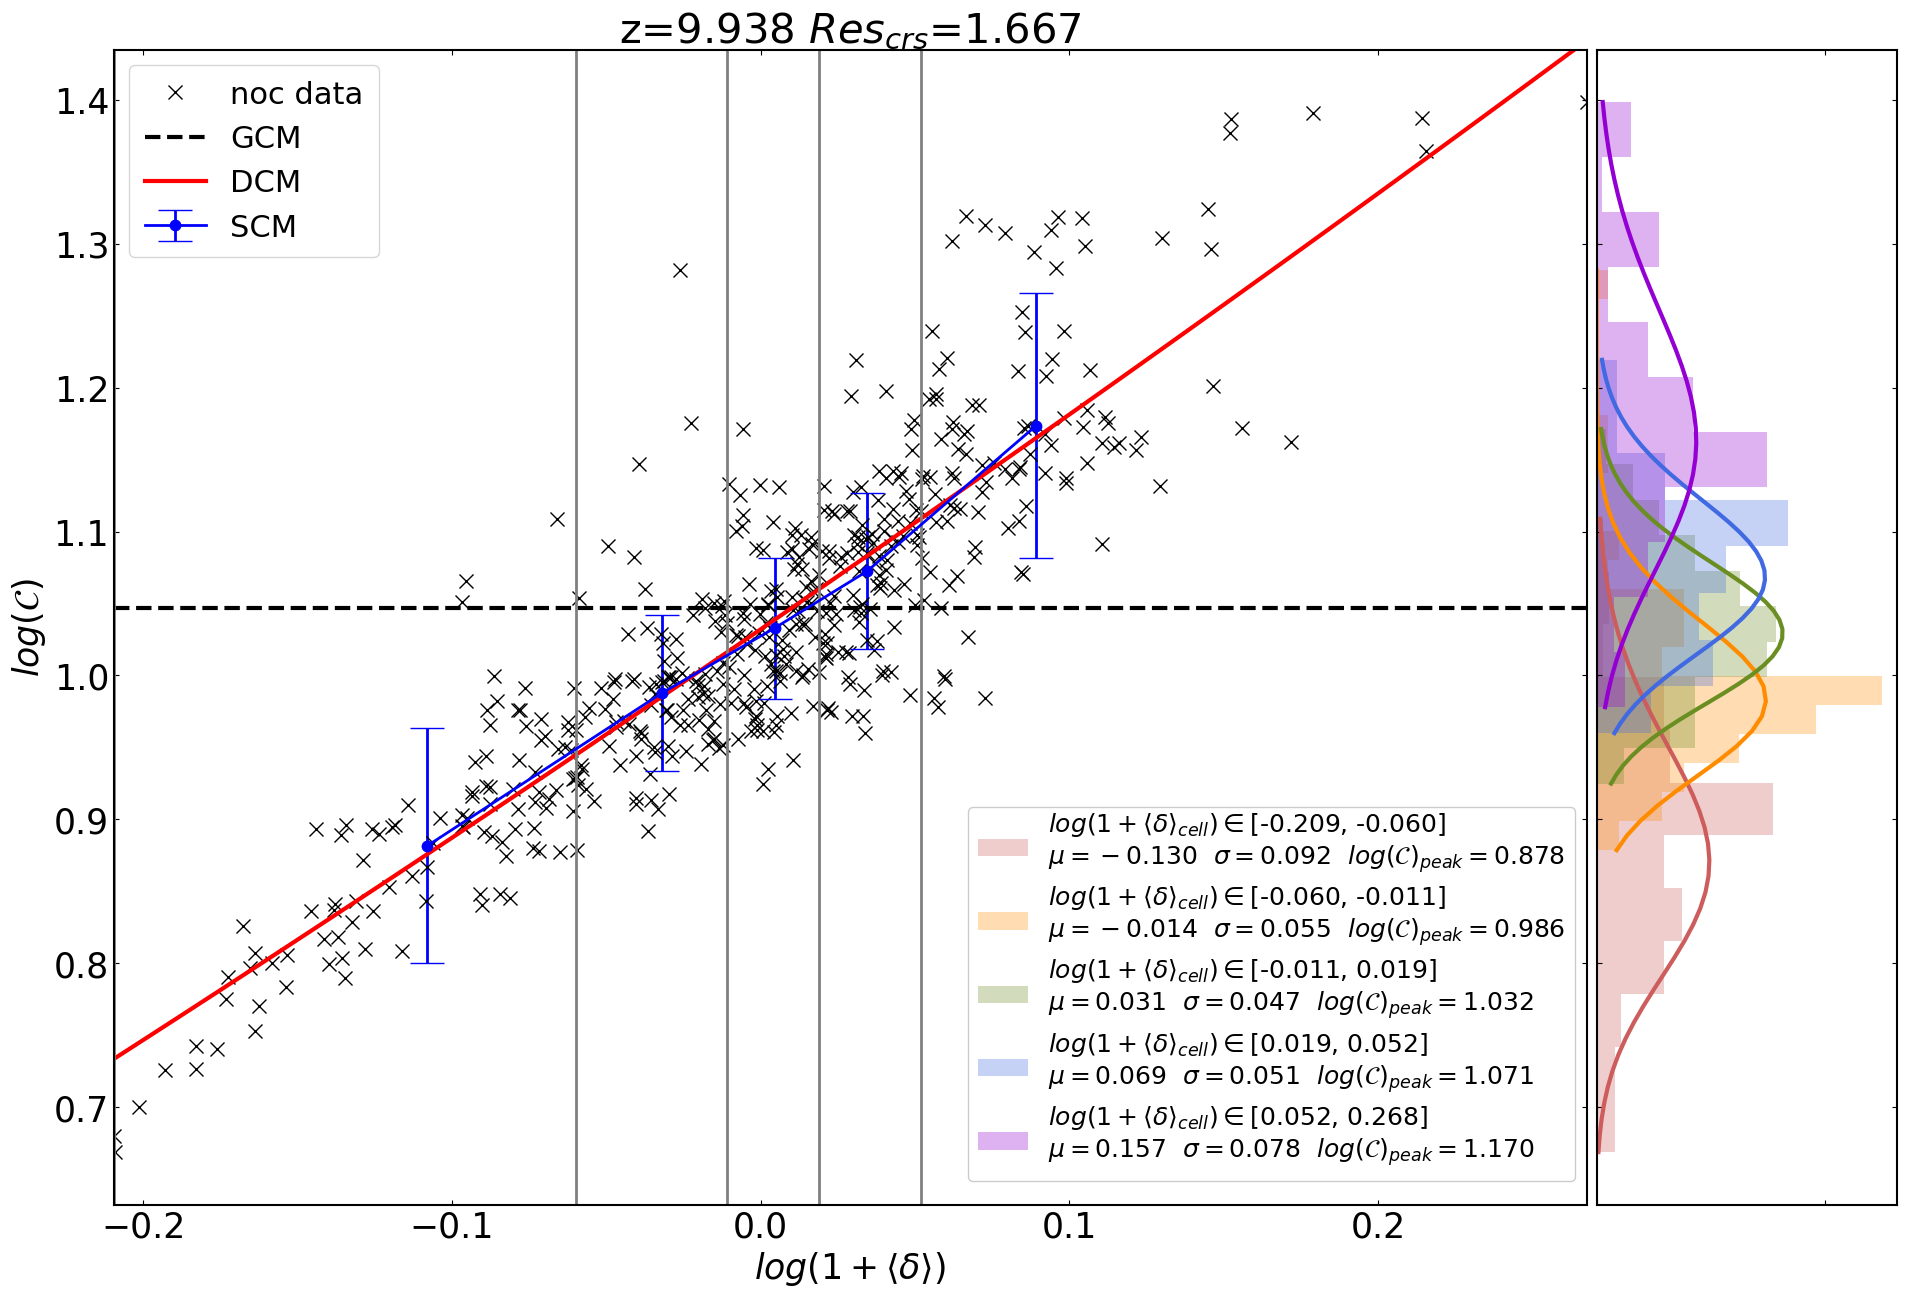 z=9.938 Res_crs=1.667
noc data
GCM
DCM
SCM
1.4
1.3
1.2
1.1
1.0
0.9
0.8
0.7
log(𝒞)
log(1 + ⟨δ⟩_cell) ∈ [-0.209, -0.060]
μ = −0.130 σ = 0.092 log(𝒞)_peak = 0.878
log(1 + ⟨δ⟩_cell) ∈ [-0.060, -0.011]
μ = −0.014 σ = 0.055 log(𝒞)_peak = 0.986
log(1 + ⟨δ⟩_cell) ∈ [-0.011, 0.019]
μ = 0.031 σ = 0.047 log(𝒞)_peak = 1.032
log(1 + ⟨δ⟩_cell) ∈ [0.019, 0.052]
μ = 0.069 σ = 0.051 log(𝒞)_peak = 1.071
log(1 + ⟨δ⟩_cell) ∈ [0.052, 0.268]
μ = 0.157 σ = 0.078 log(𝒞)_peak = 1.170
−0.2 −0.1 0.0 0.1 0.2
log(1 + ⟨δ⟩)